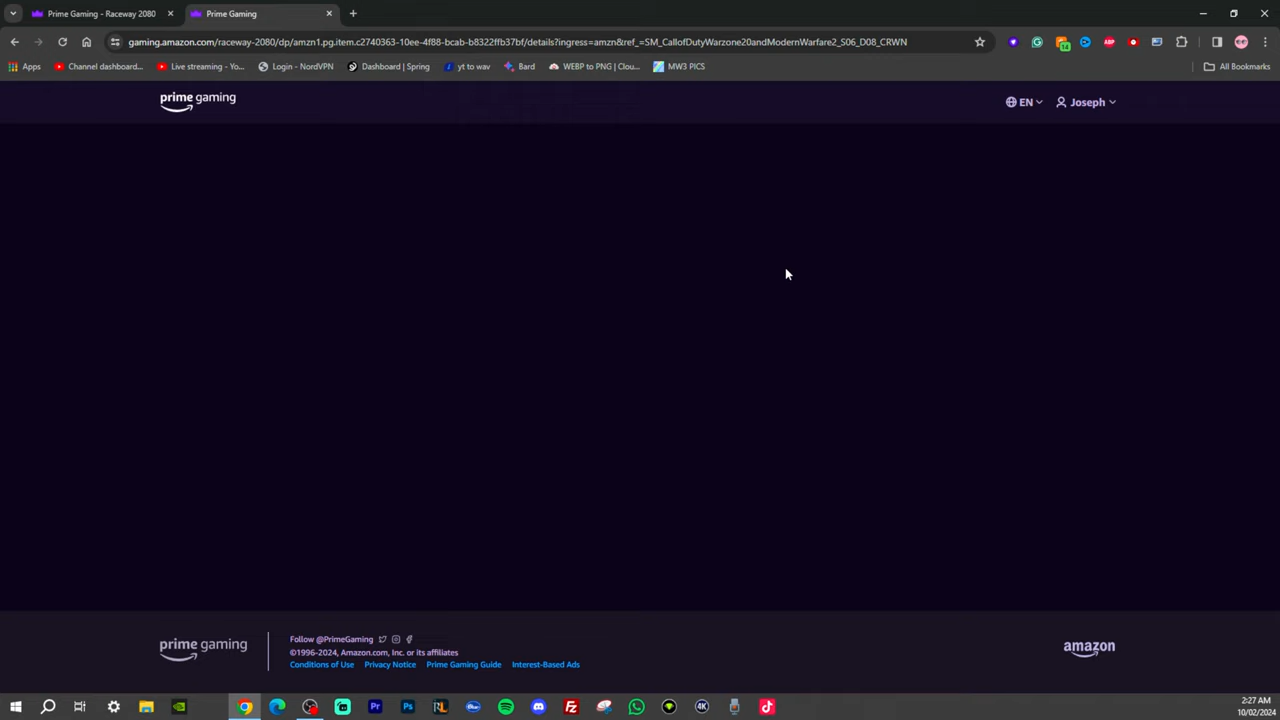 Prime Gaming - Raceway 2080
Prime Gaming
gaming.amazon.com/raceway-2080/dp/amzn1.pg.item.c2740363-10ee-4f88-bcab-b8322ffb37bf/details?ingress=amzn&ref_=SM_CallofDutyWarzone20andModernWarfare2_S06_D08_CRWN
Apps
Channel dashboard...
Live streaming - Yo...
Login - NordVPN
Dashboard | Spring
yt to wav
Bard
WEBP to PNG | Clou...
MW3 PICS
All Bookmarks
prime gaming
EN
Joseph
prime gaming
Follow @PrimeGaming
©1996-2024, Amazon.com, Inc. or its affiliates
Conditions of Use Privacy Notice Prime Gaming Guide Interest-Based Ads
amazon
2:27 AM
10/02/2024